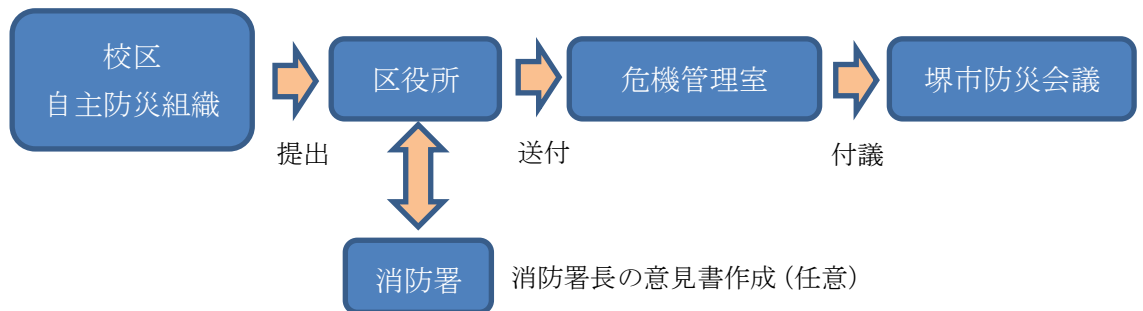 校区
自主防災組織
区役所
危機管理室
堺市防災会議
提出
送付
付議
消防署
消防署長の意見書作成(任意)